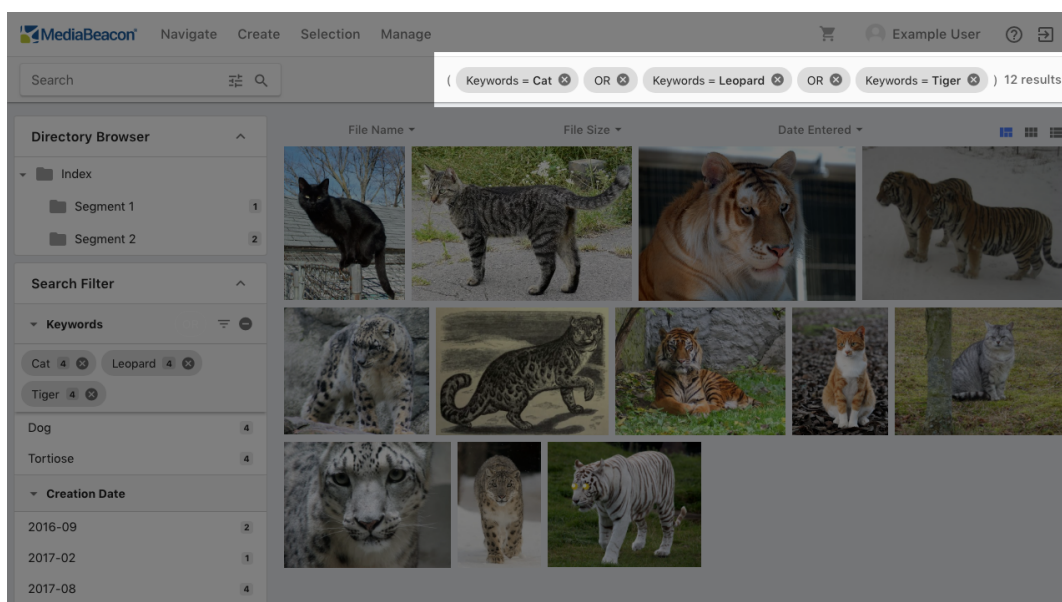 MediaBeacon® Navigate Create Selection Manage Example User
Search ( Keywords = Cat OR Keywords = Leopard OR Keywords = Tiger ) 12 results
Directory Browser
File Name File Size Date Entered
Index
Segment 1 1
Segment 2 2
Search Filter
Keywords
Cat 4 Leopard 4
Tiger 4
Dog 4
Tortiose 4
Creation Date
2016-09 2
2017-02 1
2017-08 4